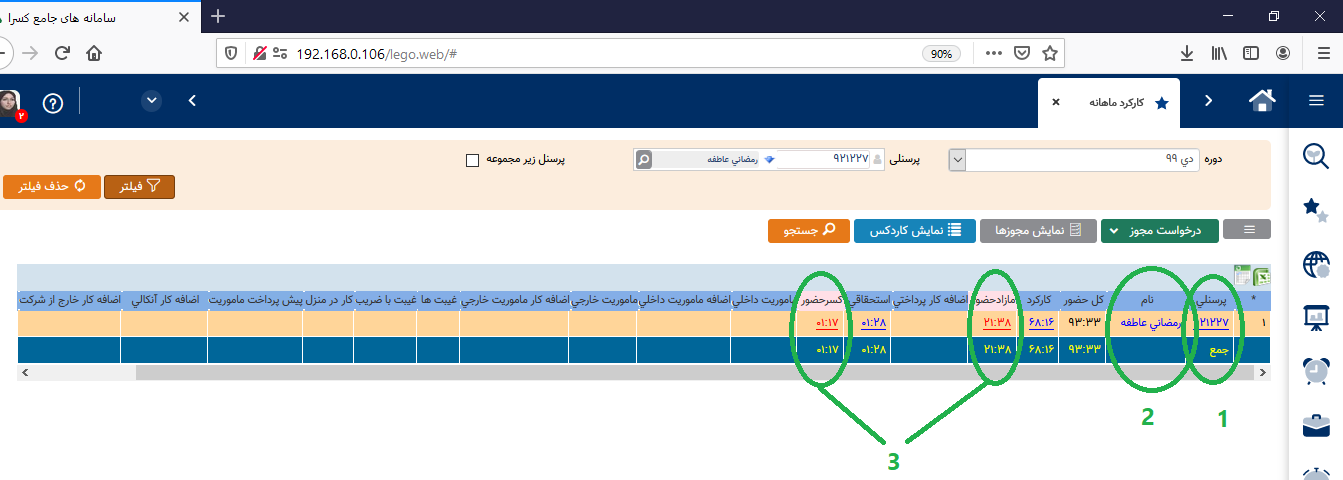 سامانه های جامع کسرا
192.168.0.106/lego.web/#
90%
کارکرد ماهانه
۲
دوره
دي ۹۹
پرسنلی
۹۲۱۲۲۷
رمضاني عاطفه
پرسنل زیر مجموعه
فیلتر
حذف فیلتر
درخواست مجوز
نمایش مجوزها
نمایش کاردکس
جستجو
* پرسنلي نام کل حضور کارکرد مازادحضور اضافه کار پرداختي استحقاقي کسرحضور ماموريت داخلي اضافه ماموريت داخلي ماموريت خارجي اضافه کار ماموريت خارجي غيبت ها غيبت با ضريب کار در منزل پيش پرداخت ماموريت اضافه کار آنکالي اضافه کار خارج از شرکت
۱ ۹۲۱۲۲۷ رمضاني عاطفه ۹۳:۳۳ ۶۸:۱۶ ۲۱:۳۸ ۰۱:۲۸ ۰۱:۱۷
جمع ۹۳:۳۳ ۶۸:۱۶ ۲۱:۳۸ ۰۱:۲۸ ۰۱:۱۷
1
2
3